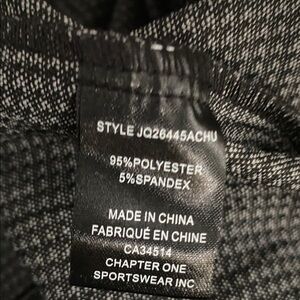 STYLE JQ26445ACHU
95%POLYESTER
5%SPANDEX
MADE IN CHINA
FABRIQUÉ EN CHINE
CA34514
CHAPTER ONE
SPORTSWEAR INC